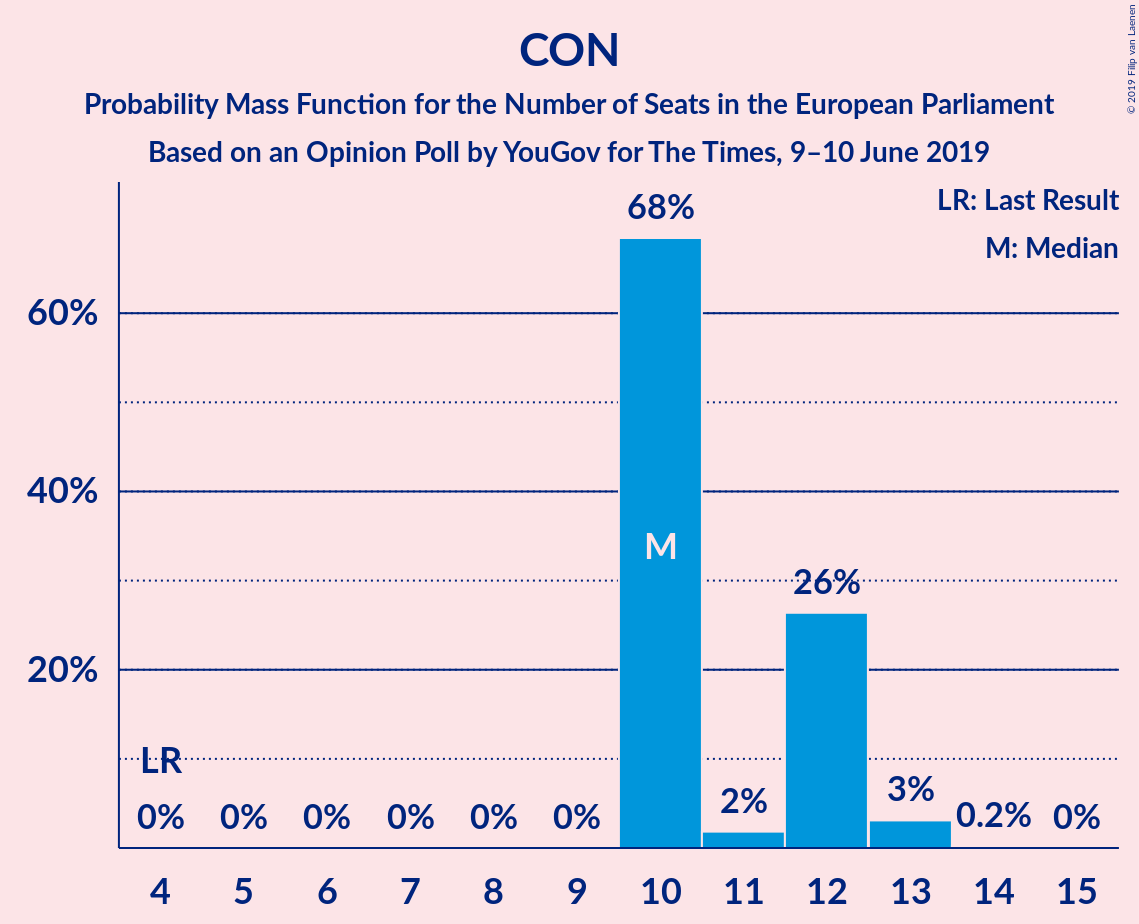 CON
Probability Mass Function for the Number of Seats in the European Parliament
Based on an Opinion Poll by YouGov for The Times, 9–10 June 2019
© 2019 Filip van Laenen
LR: Last Result
M: Median
68%
60%
40%
M
26%
20%
LR
0% 0% 0% 0% 0% 0% 2% 3% 0.2% 0%
4 5 6 7 8 9 10 11 12 13 14 15